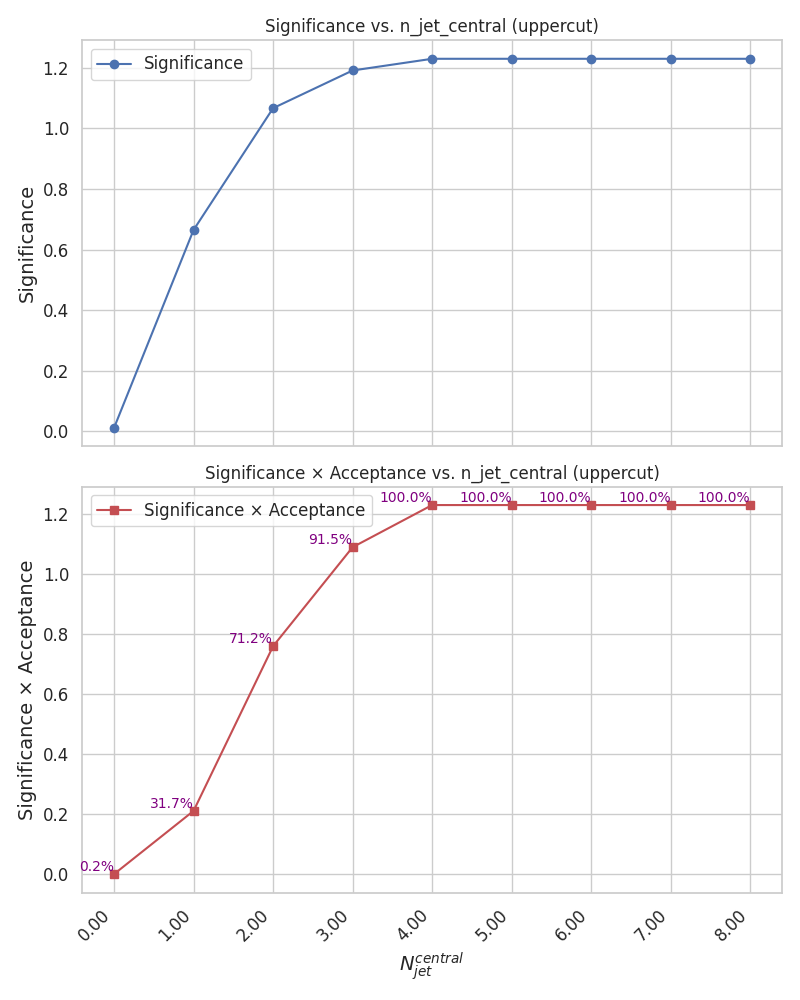 Significance vs. n_jet_central (uppercut)
Significance
1.2
1.0
0.8
0.6
0.4
0.2
0.0
Significance
Significance × Acceptance vs. n_jet_central (uppercut)
Significance × Acceptance
100.0% 100.0% 100.0% 100.0% 100.0%
91.5%
71.2%
31.7%
0.2%
1.2
1.0
0.8
0.6
0.4
0.2
0.0
Significance × Acceptance
0.00 1.00 2.00 3.00 4.00 5.00 6.00 7.00 8.00
$N_{jet}^{central}$